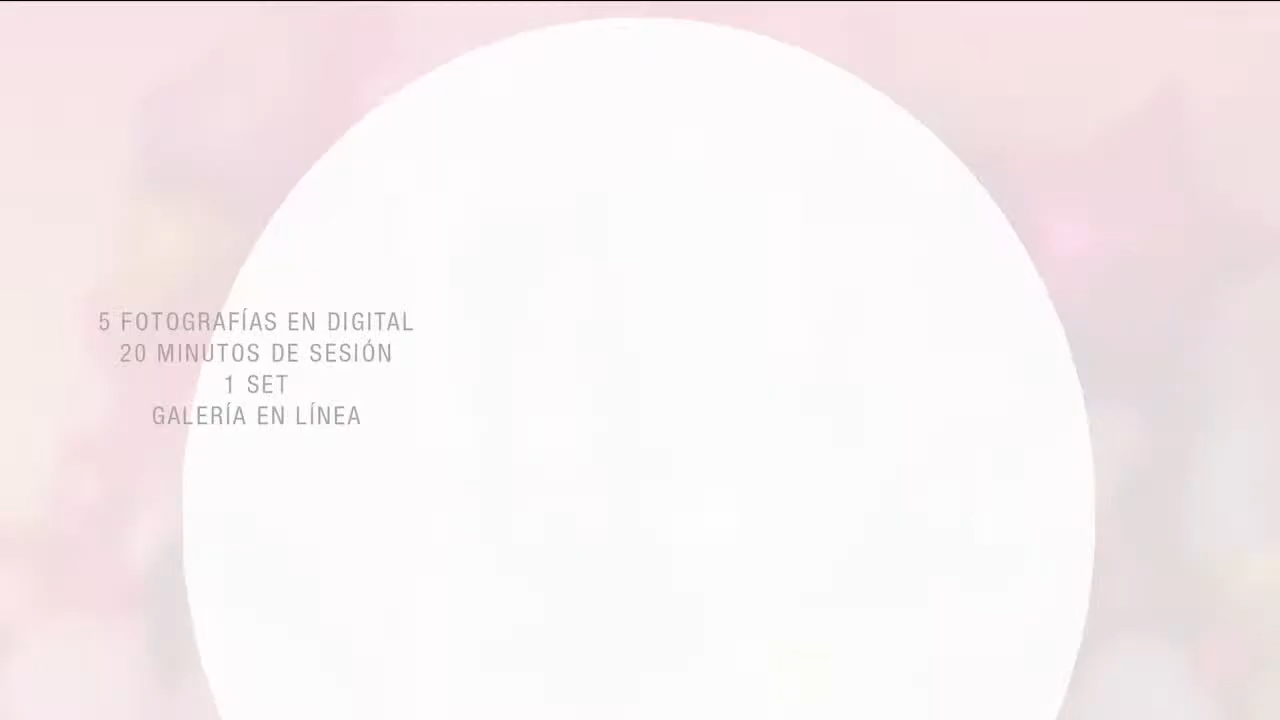 5 FOTOGRAFÍAS EN DIGITAL
20 MINUTOS DE SESIÓN
1 SET
GALERÍA EN LÍNEA